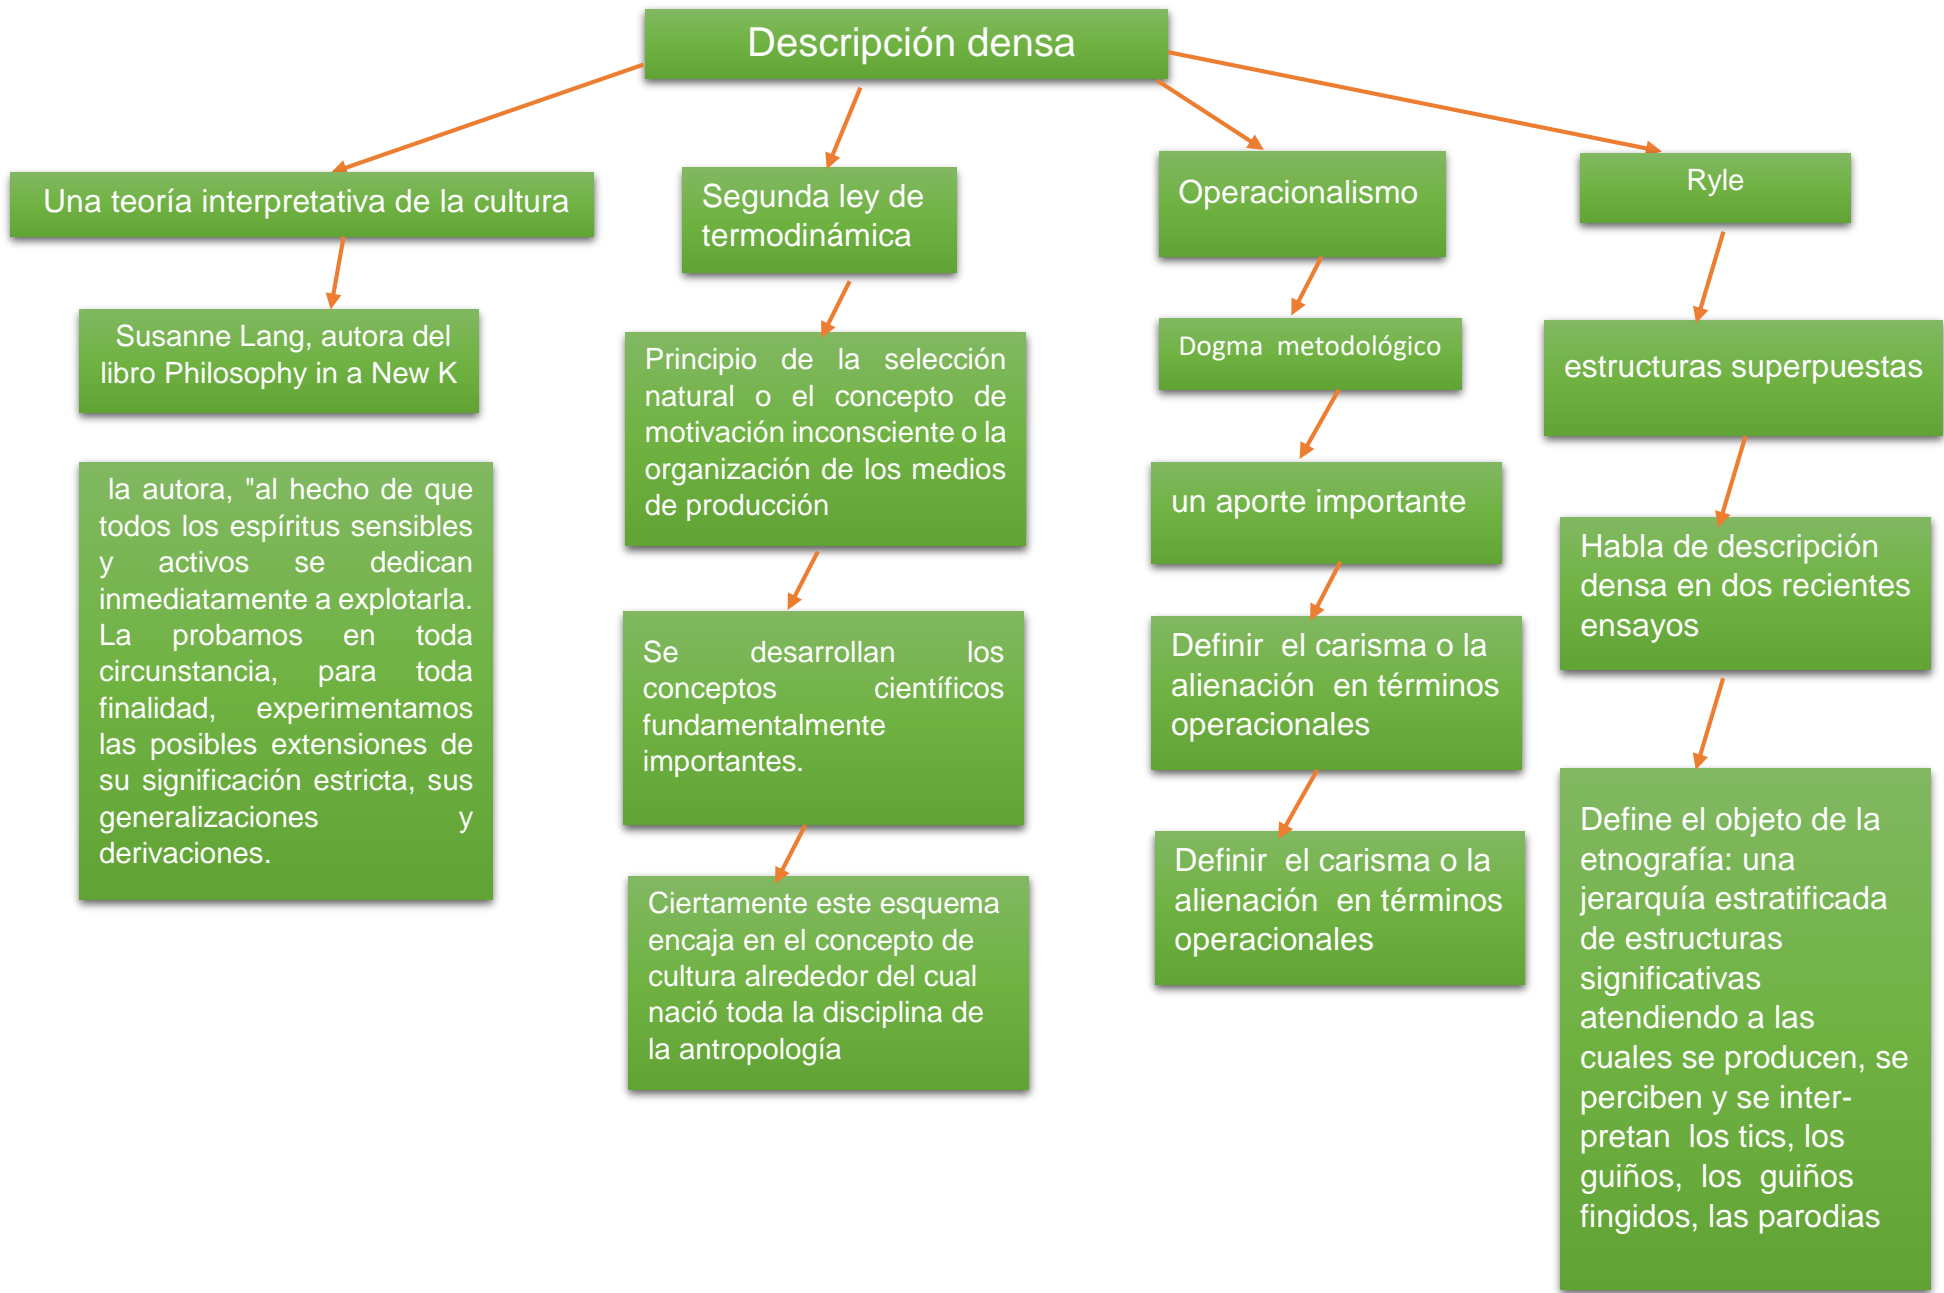 Descripción densa
Una teoría interpretativa de la cultura
Susanne Lang, autora del
libro Philosophy in a New K
la autora, "al hecho de que
todos los espíritus sensibles
y activos se dedican
inmediatamente a explotarla.
La probamos en toda
circunstancia, para toda
finalidad, experimentamos
las posibles extensiones de
su significación estricta, sus
generalizaciones y
derivaciones.
Segunda ley de
termodinámica
Principio de la selección
natural o el concepto de
motivación inconsciente o la
organización de los medios
de producción
Se desarrollan los
conceptos científicos
fundamentalmente
importantes.
Ciertamente este esquema
encaja en el concepto de
cultura alrededor del cual
nació toda la disciplina de
la antropología
Operacionalismo
Dogma metodológico
un aporte importante
Definir el carisma o la
alienación en términos
operacionales
Definir el carisma o la
alienación en términos
operacionales
Ryle
estructuras superpuestas
Habla de descripción
densa en dos recientes
ensayos
Define el objeto de la
etnografía: una
jerarquía estratificada
de estructuras
significativas
atendiendo a las
cuales se producen, se
perciben y se inter-
pretan los tics, los
guiños, los guiños
fingidos, las parodias